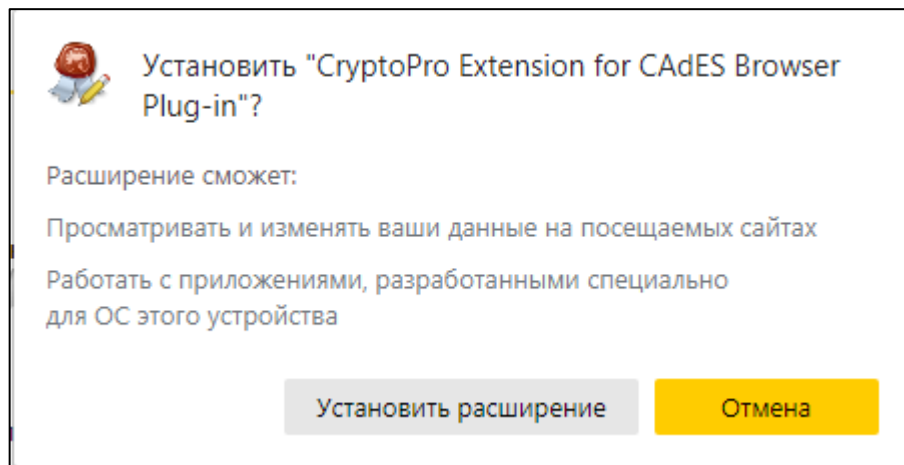 Установить "CryptoPro Extension for CAdES Browser
Plug-in"?
Расширение сможет:
Просматривать и изменять ваши данные на посещаемых сайтах
Работать с приложениями, разработанными специально
для ОС этого устройства
Установить расширение
Отмена